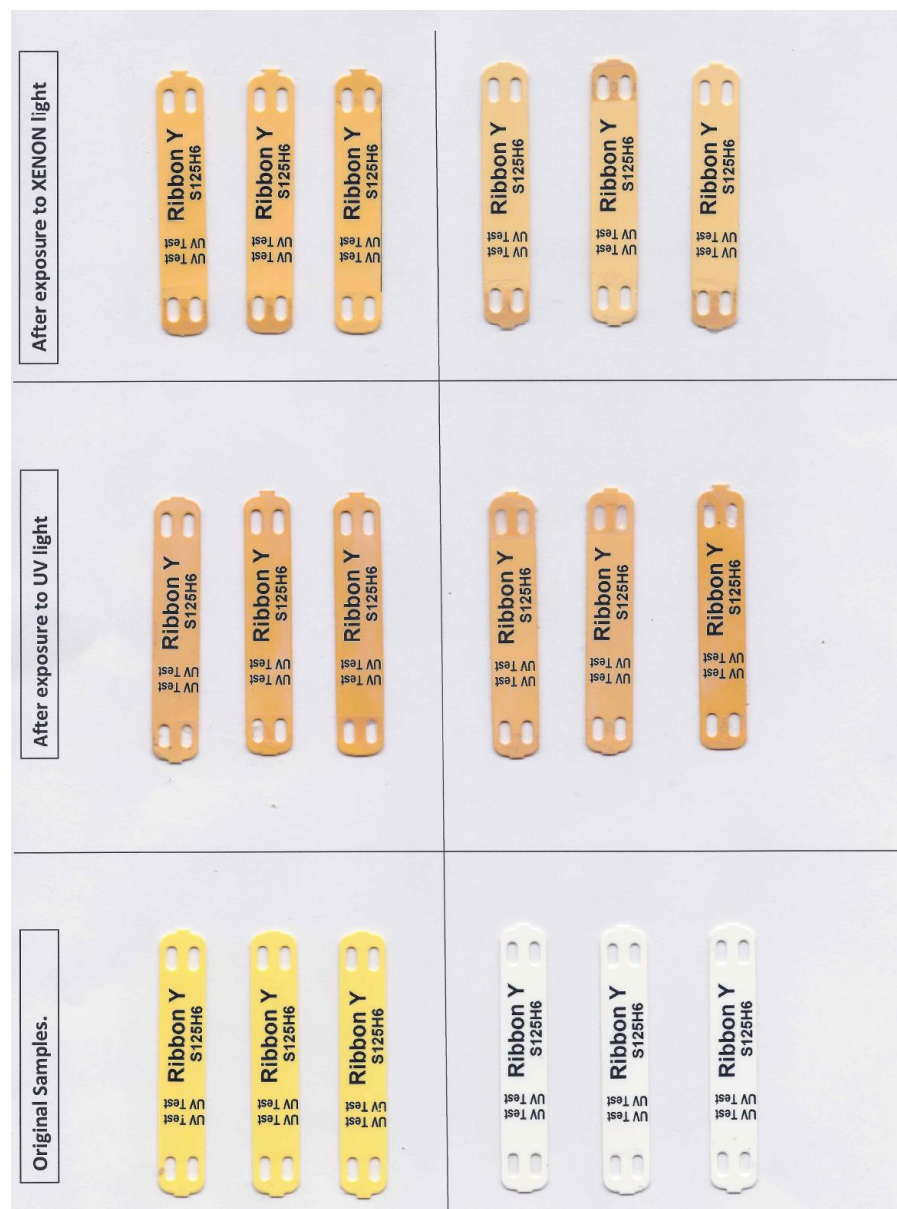 After exposure to XENON light
Ribbon Y
S125H6
UV Test
UV Test
Ribbon Y
S125H6
UV Test
UV Test
Ribbon Y
S125H6
UV Test
UV Test
Ribbon Y
S125H6
UV Test
UV Test
Ribbon Y
S125H6
UV Test
UV Test
Ribbon Y
S125H6
UV Test
UV Test
After exposure to UV light
Ribbon Y
S125H6
UV Test
UV Test
Ribbon Y
S125H6
UV Test
UV Test
Ribbon Y
S125H6
UV Test
UV Test
Ribbon Y
S125H6
UV Test
UV Test
Ribbon Y
S125H6
UV Test
UV Test
Ribbon Y
S125H6
UV Test
UV Test
Original Samples.
Ribbon Y
S125H6
UV Test
UV Test
Ribbon Y
S125H6
UV Test
UV Test
Ribbon Y
S125H6
UV Test
UV Test
Ribbon Y
S125H6
UV Test
UV Test
Ribbon Y
S125H6
UV Test
UV Test
Ribbon Y
S125H6
UV Test
UV Test